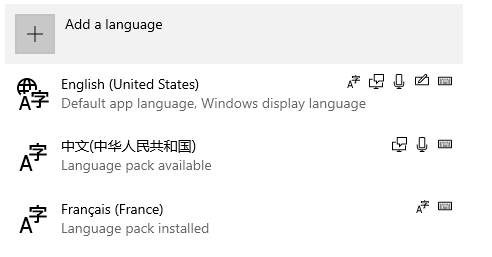 Add a language
English (United States)
Default app language, Windows display language
中文(中华人民共和国)
Language pack available
Français (France)
Language pack installed